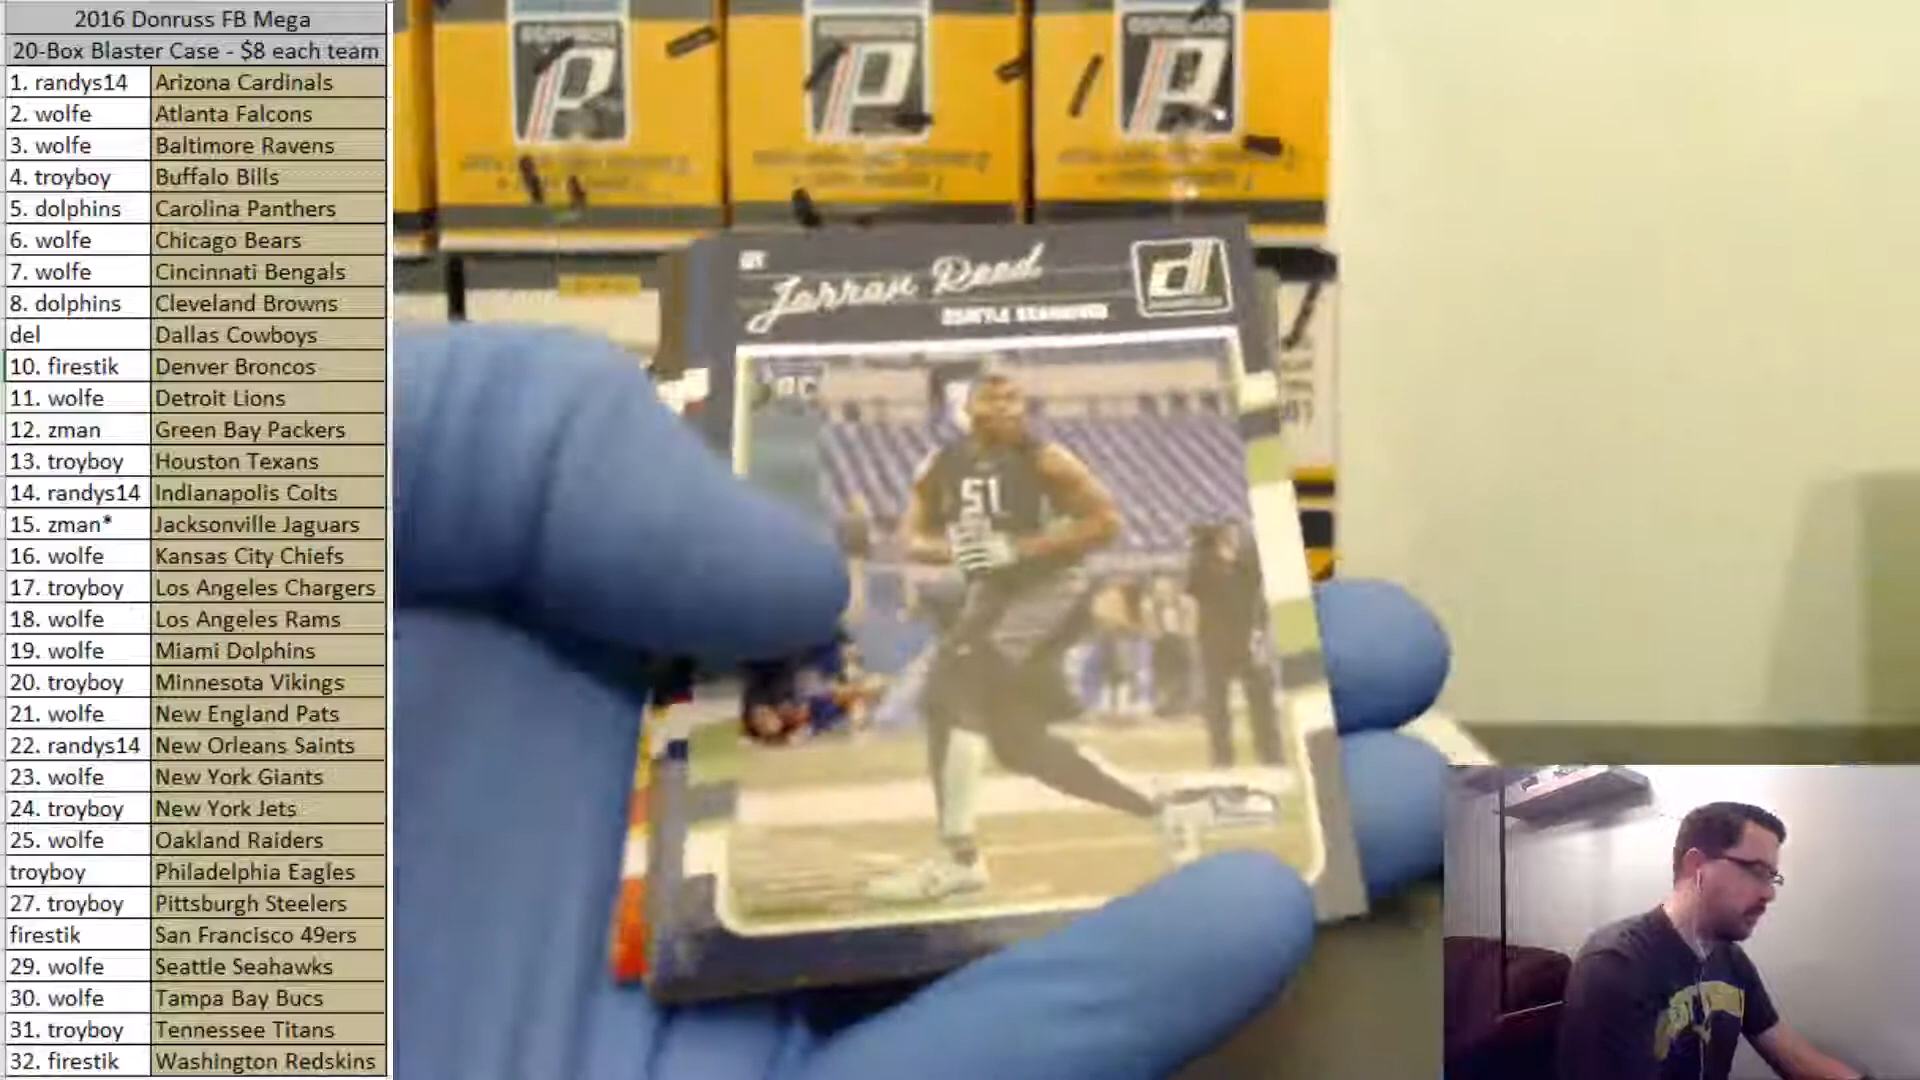 2016 Donruss FB Mega
20-Box Blaster Case - $8 each team
1. randys14 Arizona Cardinals
2. wolfe Atlanta Falcons
3. wolfe Baltimore Ravens
4. troyboy Buffalo Bills
5. dolphins Carolina Panthers
6. wolfe Chicago Bears
7. wolfe Cincinnati Bengals
8. dolphins Cleveland Browns
del Dallas Cowboys
10. firestik Denver Broncos
11. wolfe Detroit Lions
12. zman Green Bay Packers
13. troyboy Houston Texans
14. randys14 Indianapolis Colts
15. zman* Jacksonville Jaguars
16. wolfe Kansas City Chiefs
17. troyboy Los Angeles Chargers
18. wolfe Los Angeles Rams
19. wolfe Miami Dolphins
20. troyboy Minnesota Vikings
21. wolfe New England Pats
22. randys14 New Orleans Saints
23. wolfe New York Giants
24. troyboy New York Jets
25. wolfe Oakland Raiders
troyboy Philadelphia Eagles
27. troyboy Pittsburgh Steelers
firestik San Francisco 49ers
29. wolfe Seattle Seahawks
30. wolfe Tampa Bay Bucs
31. troyboy Tennessee Titans
32. firestik Washington Redskins
Jarran Reed
SEATTLE SEAHAWKS
51